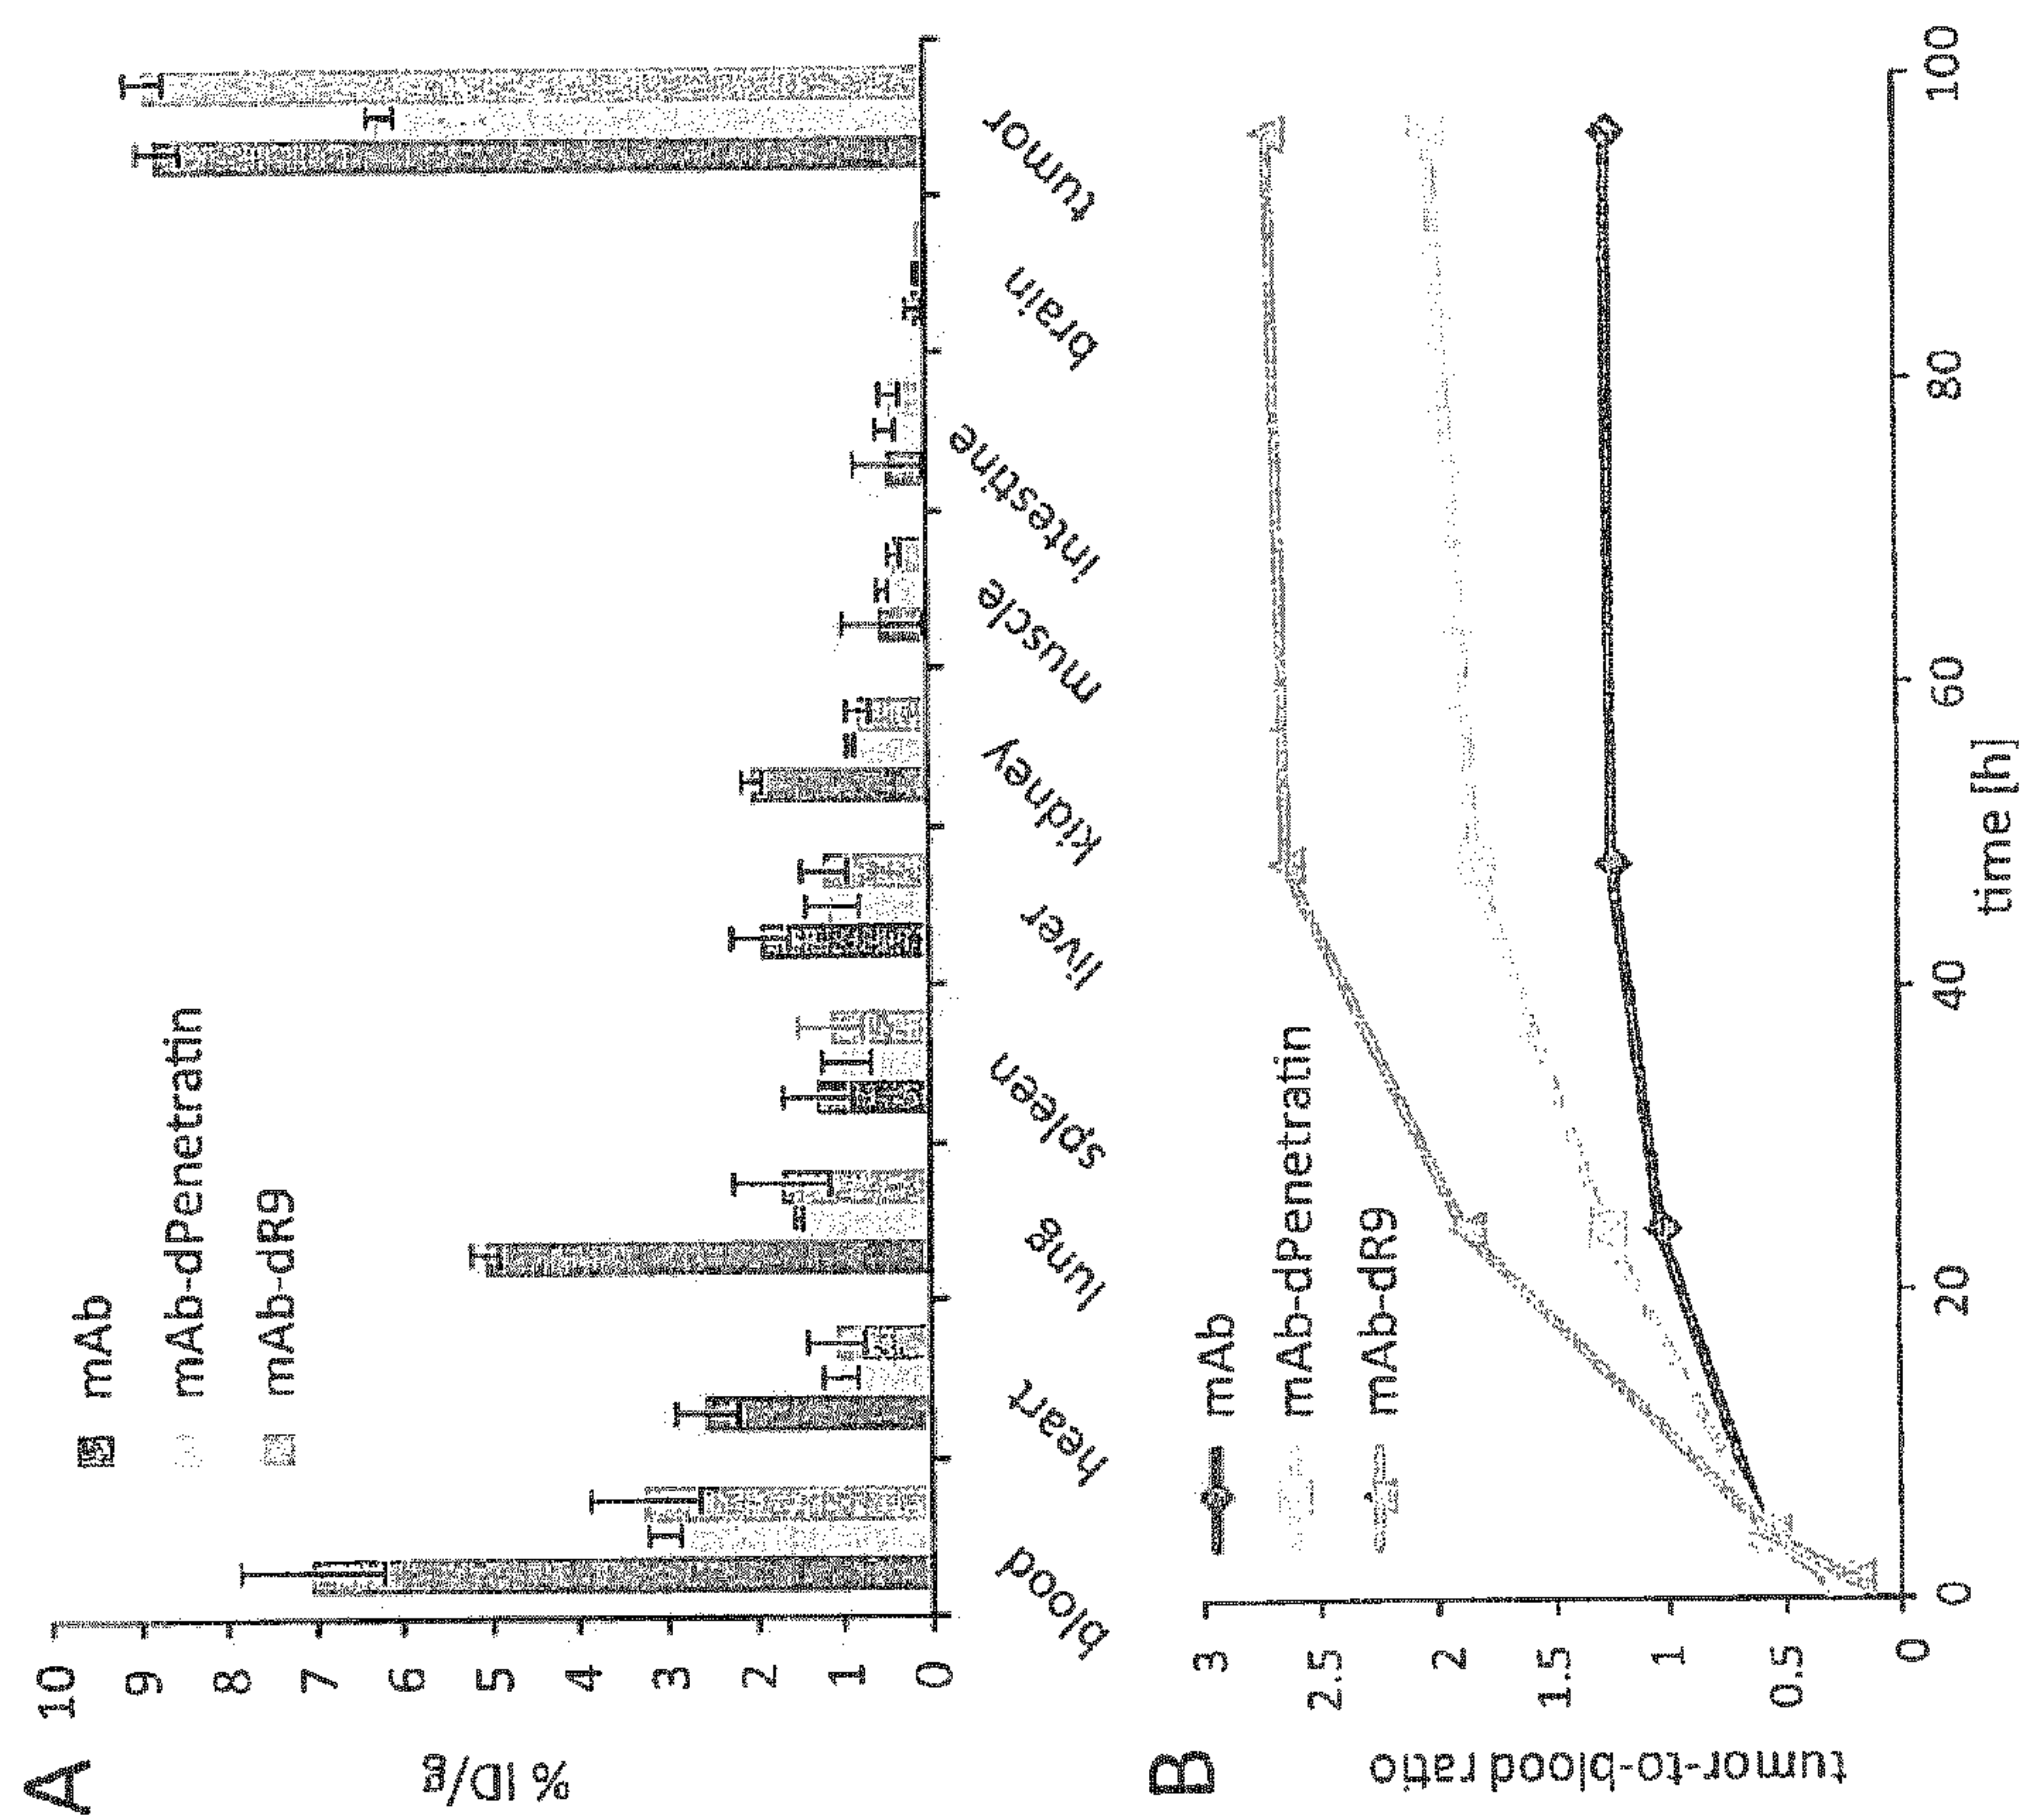 A
mAb
mAb-dPenetratin
mAb-dR9
% ID/g
10
9
8
7
6
5
4
3
2
1
0
blood
heart
lung
spleen
liver
kidney
muscle
intestine
brain
tumor
B
mAb
mAb-dPenetratin
mAb-dR9
tumor-to-blood ratio
3
2.5
2
1.5
1
0.5
0
0
20
40
60
80
100
time [h]